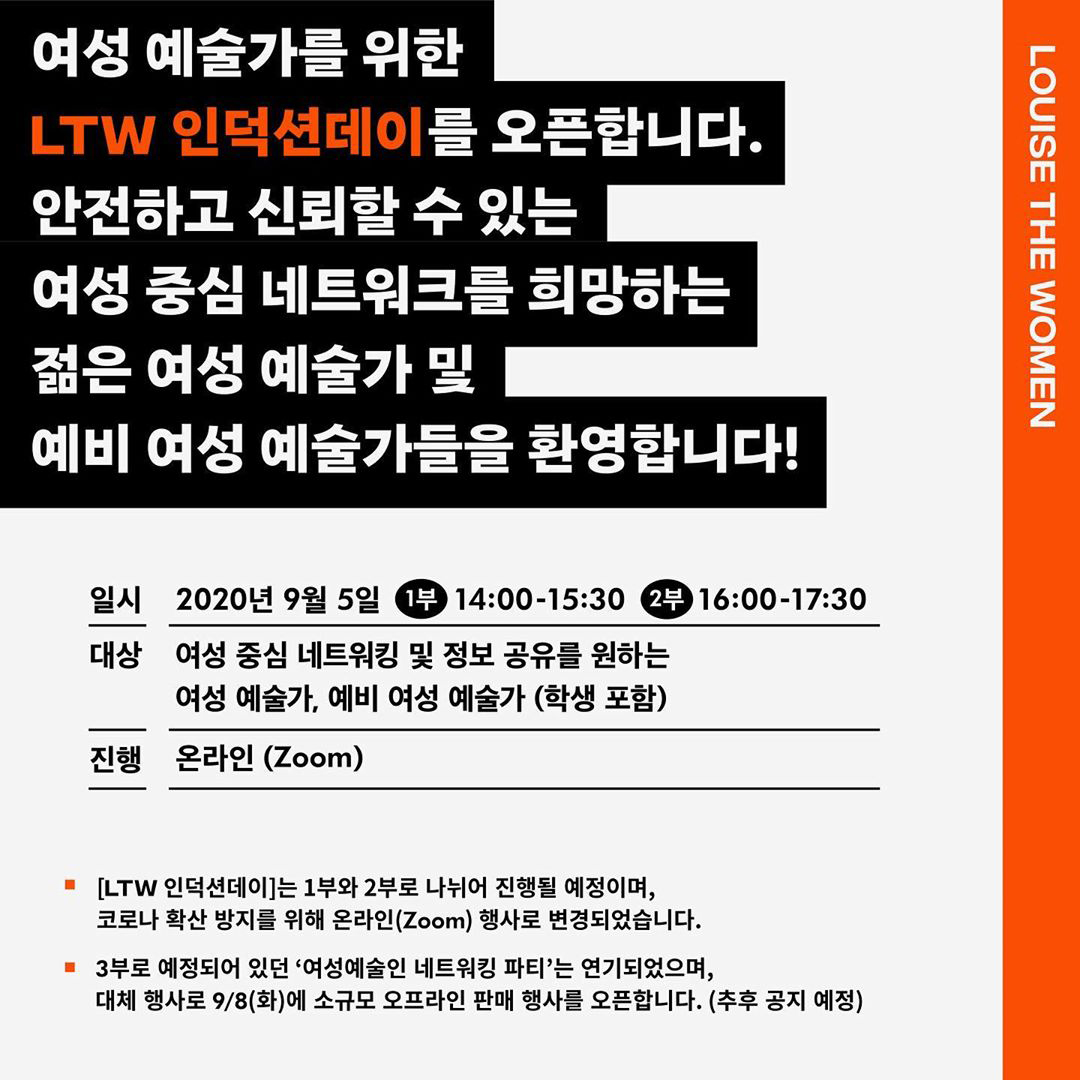 여성 예술가를 위한
LTW 인덕션데이를 오픈합니다.
안전하고 신뢰할 수 있는
여성 중심 네트워크를 희망하는
젊은 여성 예술가 및
예비 여성 예술가들을 환영합니다!
LOUISE THE WOMEN
일시 2020년 9월 5일 1부 14:00-15:30 2부 16:00-17:30
대상 여성 중심 네트워킹 및 정보 공유를 원하는
여성 예술가, 예비 여성 예술가 (학생 포함)
진행 온라인 (Zoom)
[LTW 인덕션데이]는 1부와 2부로 나뉘어 진행될 예정이며,
코로나 확산 방지를 위해 온라인(Zoom) 행사로 변경되었습니다.
3부로 예정되어 있던 ‘여성예술인 네트워킹 파티’는 연기되었으며,
대체 행사로 9/8(화)에 소규모 오프라인 판매 행사를 오픈합니다. (추후 공지 예정)